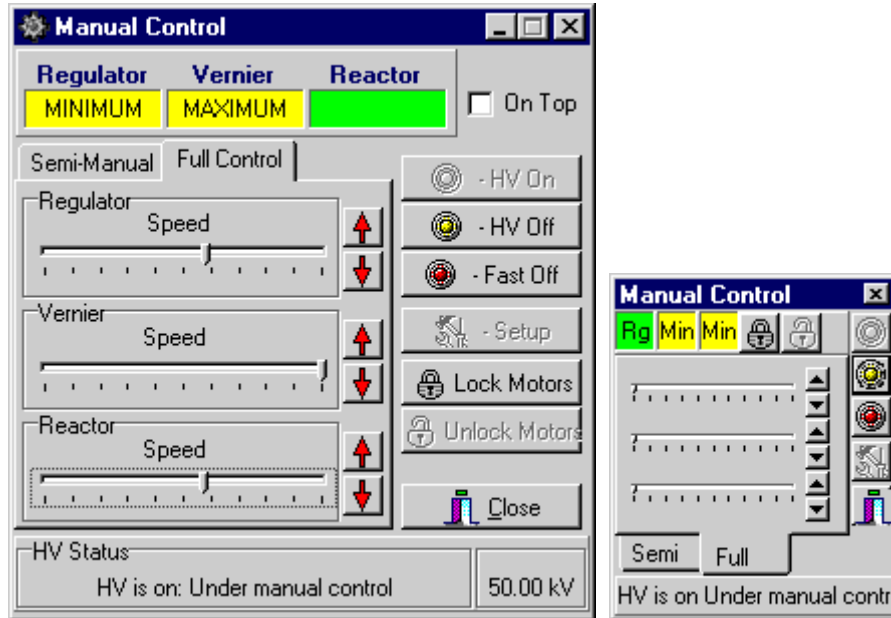 Manual Control
Regulator Vernier Reactor
MINIMUM MAXIMUM
On Top
Semi-Manual Full Control
Regulator
Speed
Vernier
Speed
Reactor
Speed
- HV On
- HV Off
- Fast Off
- Setup
Lock Motors
Unlock Motors
Close
HV Status
HV is on: Under manual control 50.00 kV
Manual Control
Rg Min Min
Semi Full
HV is on Under manual contr